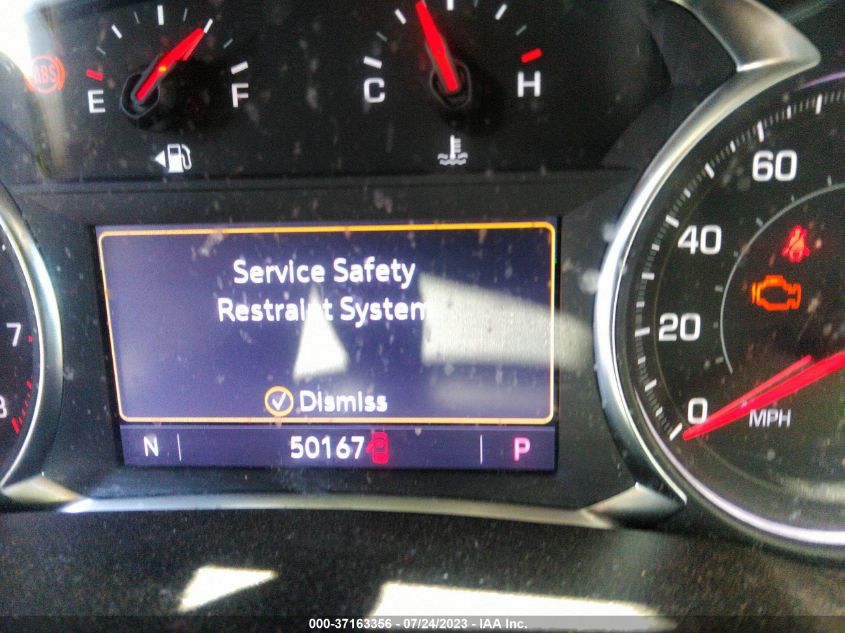 ABS
E F
C H
Service Safety
Restraint System
Dismiss
N 50167 P
7
8
60
40
20
0
MPH
000-37163356 - 07/24/2023 - IAA Inc.